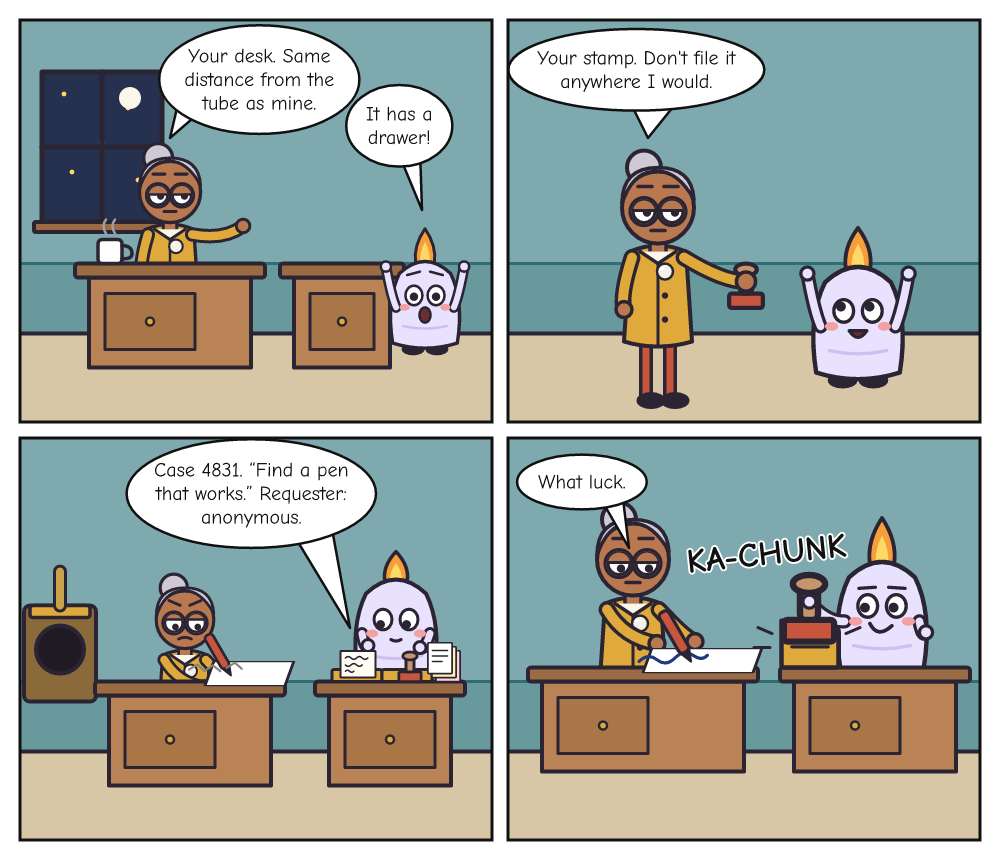 Your desk. Same
distance from the
tube as mine.
It has a
drawer!
Your stamp. Don't file it
anywhere I would.
Case 4831. “Find a pen
that works.” Requester:
anonymous.
What luck.
KA-CHUNK